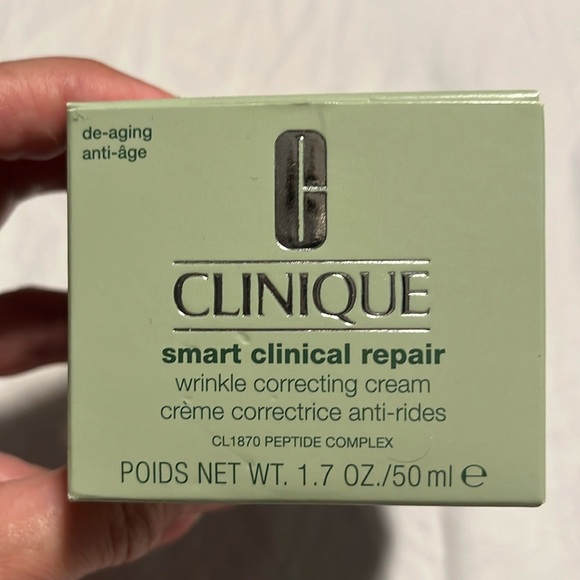 de-aging
anti-âge
CLINIQUE
smart clinical repair
wrinkle correcting cream
crème correctrice anti-rides
CL1870 PEPTIDE COMPLEX
POIDS NET WT. 1.7 OZ./50 ml ℮